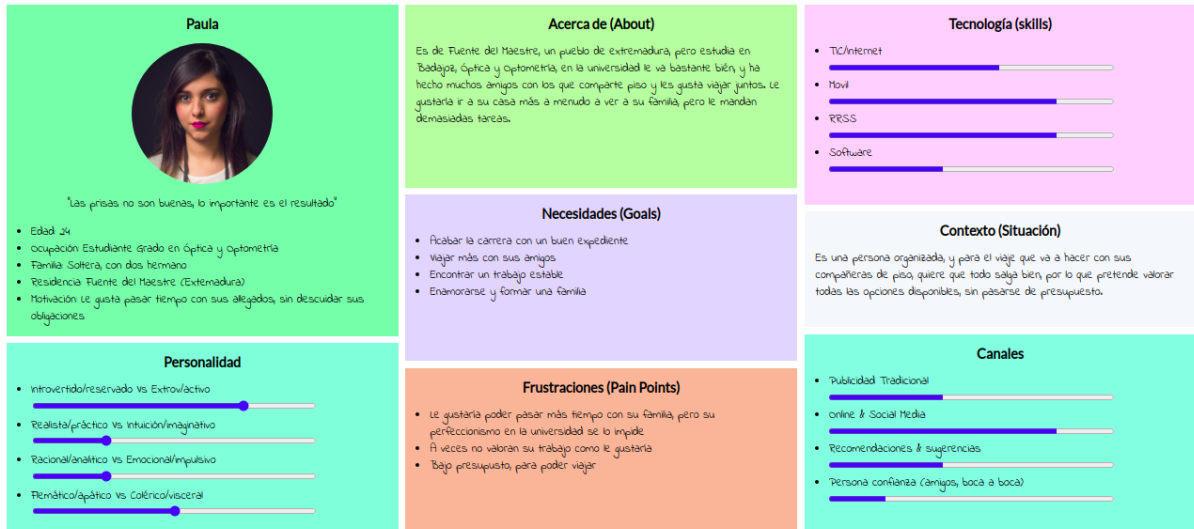 Paula
"Las prisas no son buenas, lo importante es el resultado"
Edad 24
Ocupación Estudiante Grado en Óptica y Optometría
Familia Soltera, con dos hermano
Residencia Fuente del Maestre (Extemadura)
Motivación Le gusta pasar tiempo con sus allegados, sin descuidar sus
obligaciones
Personalidad
Introvertido/reservado Vs Extrov/activo
Realista/práctico Vs Intuición/imaginativo
Racional/analítico Vs Emocional/impulsivo
Flemático/apático Vs Colérico/visceral
Acerca de (About)
Es de Fuente del Maestre, un pueblo de extremadura, pero estudia en
Badajoz, Óptica y Optometría, en la universidad le va bastante bién, y ha
hecho muchos amigos con los que comparte piso y les gusta viajar juntos. Le
gustaría ir a su casa más a menudo a ver a su familia, pero le mandan
demasiadas tareas.
Necesidades (Goals)
Acabar la carrera con un buen expediente
Viajar más con sus amigos
Encontrar un trabajo estable
Enamorarse y formar una familia
Frustraciones (Pain Points)
Le gustaría poder pasar más tiempo con su familia, pero su
perfeccionismo en la universidad se lo impide
A veces no valoran su trabajo como le gustaría
Bajo presupusto, para poder viajar
Tecnología (skills)
TIC/Internet
Movil
RRSS
Software
Contexto (Situación)
Es una persona organizada, y para el viaje que va a hacer con sus
compañeras de piso, quiere que todo salga bien, por lo que pretende valorar
todas las opciones disponibles, sin pasarse de presupuesto.
Canales
Publicidad Tradicional
Online & Social Media
Recomendaciones & sugerencias
Persona confianza (amigos, boca a boca)